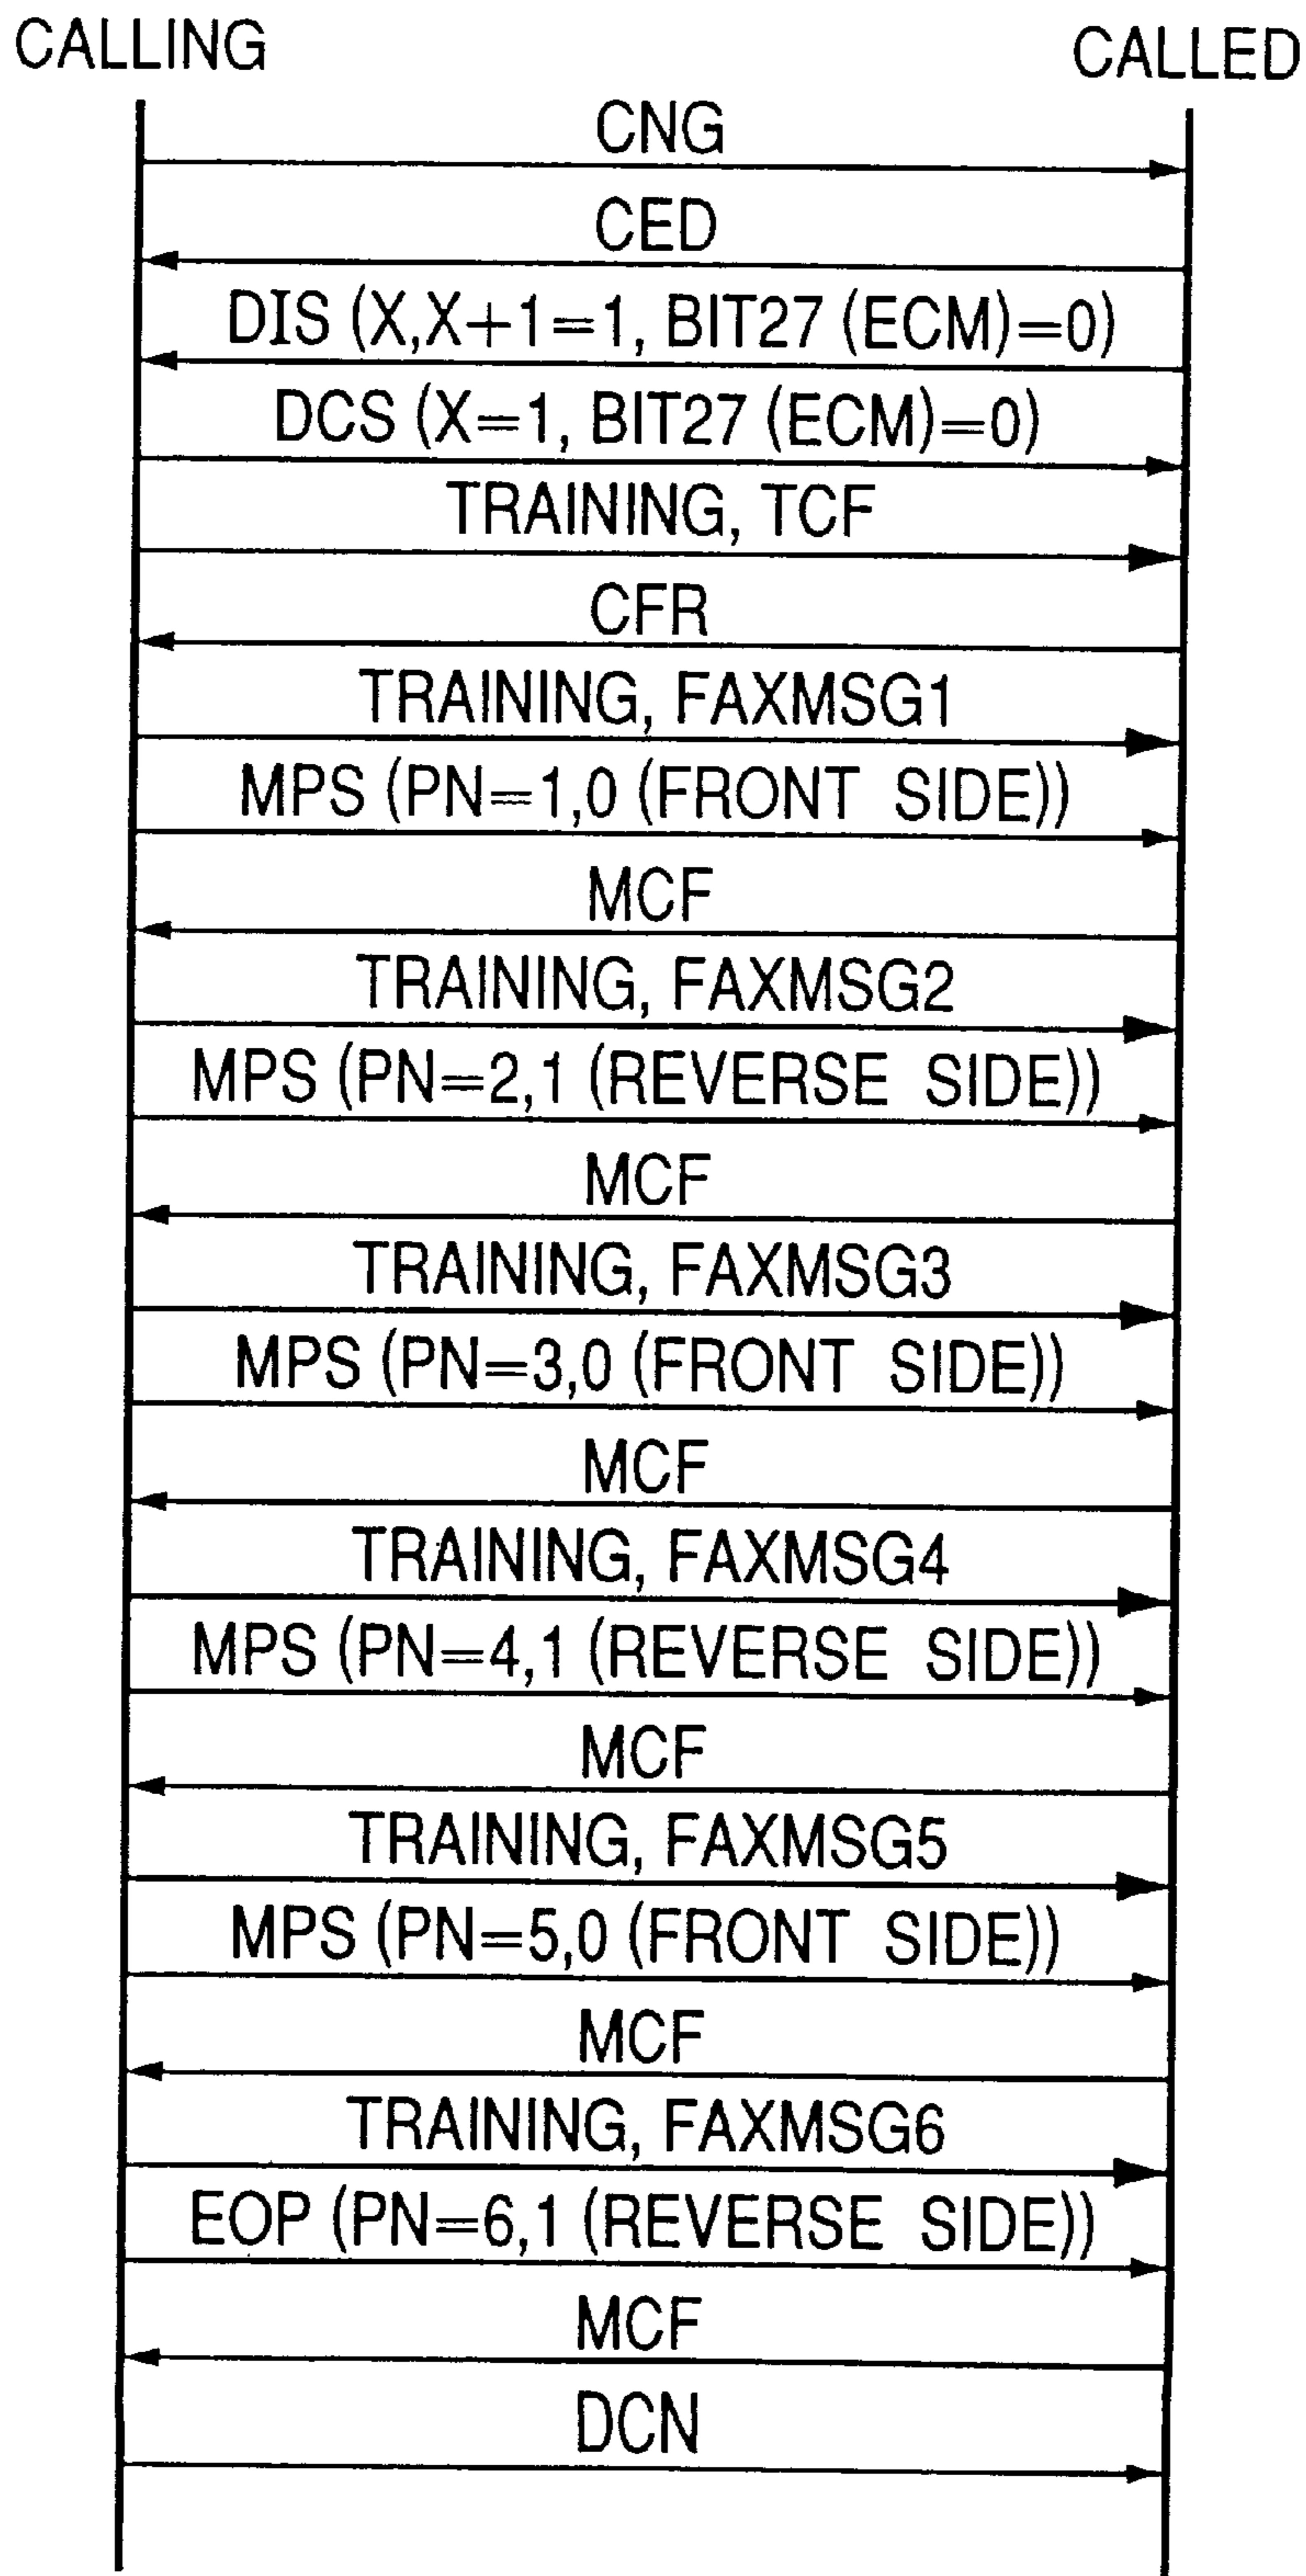 CALLING CALLED
CNG
CED
DIS (X,X+1=1, BIT27 (ECM)=0)
DCS (X=1, BIT27 (ECM)=0)
TRAINING, TCF
CFR
TRAINING, FAXMSG1
MPS (PN=1,0 (FRONT SIDE))
MCF
TRAINING, FAXMSG2
MPS (PN=2,1 (REVERSE SIDE))
MCF
TRAINING, FAXMSG3
MPS (PN=3,0 (FRONT SIDE))
MCF
TRAINING, FAXMSG4
MPS (PN=4,1 (REVERSE SIDE))
MCF
TRAINING, FAXMSG5
MPS (PN=5,0 (FRONT SIDE))
MCF
TRAINING, FAXMSG6
EOP (PN=6,1 (REVERSE SIDE))
MCF
DCN